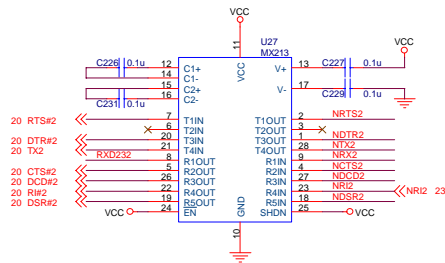 VCC
U27
MX213
VCC
C226 0.1u 12 C1+ 11 VCC V+ 13 C227 0.1u
14 C1-
15 C2+ V- 17
C231 0.1u 16 C2- C229 0.1u
20 RTS#2 7 T1IN T1OUT 2 NRTS2
6 T2IN T2OUT 3
20 DTR#2 20 T3IN T3OUT 1 NDTR2
20 TX2 21 T4IN T4OUT 28 NTX2
RXD232 8 R1OUT R1IN 9 NRX2
20 CTS#2 5 R2OUT R2IN 4 NCTS2
20 DCD#2 26 R3OUT R3IN 27 NDCD2
20 RI#2 22 R4OUT R4IN 23 NRI2 NRI2 23
20 DSR#2 19 R5OUT R5IN 18 NDSR2
VCC 24 EN GND SHDN 25 VCC
10